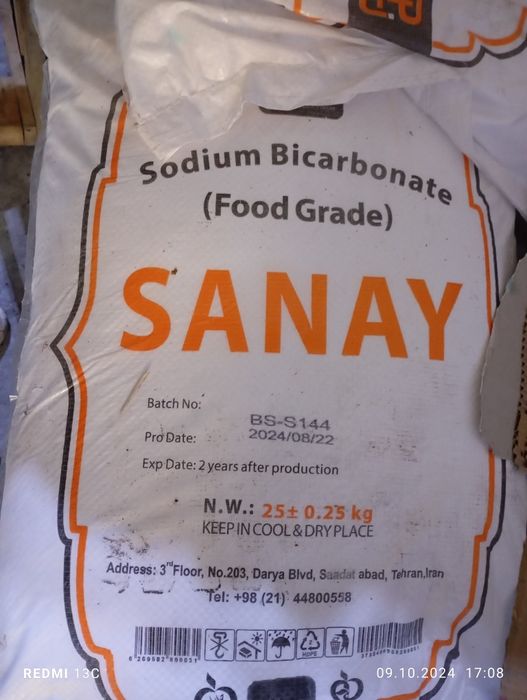 Sodium Bicarbonate
(Food Grade)
SANAY
Batch No: BS-S144
Pro Date: 2024/08/22
Exp Date: 2 years after production
N.W.: 25± 0.25 kg
KEEP IN COOL & DRY PLACE
Address: 3rd Floor, No.203, Darya Blvd, Saadat abad, Tehran,Iran
Tel: +98 (21) 44800558
HDPE
REDMI 13C
09.10.2024 17:08